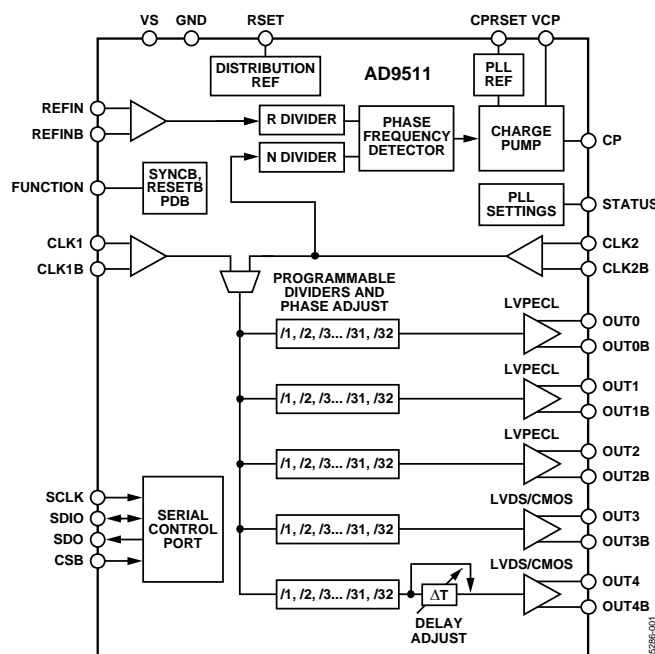 VS GND RSET CPRSET VCP
DISTRIBUTION
REF
AD9511
PLL
REF
REFIN
REFINB
R DIVIDER
N DIVIDER
PHASE
FREQUENCY
DETECTOR
CHARGE
PUMP
CP
FUNCTION
SYNCB,
RESETB
PDB
PLL
SETTINGS
STATUS
CLK1
CLK1B
CLK2
CLK2B
PROGRAMMABLE
DIVIDERS AND
PHASE ADJUST
/1, /2, /3... /31, /32
LVPECL
OUT0
OUT0B
/1, /2, /3... /31, /32
LVPECL
OUT1
OUT1B
/1, /2, /3... /31, /32
LVPECL
OUT2
OUT2B
SCLK
SDIO
SDO
CSB
SERIAL
CONTROL
PORT
/1, /2, /3... /31, /32
LVDS/CMOS
OUT3
OUT3B
/1, /2, /3... /31, /32
ΔT
DELAY
ADJUST
LVDS/CMOS
OUT4
OUT4B
5286-001